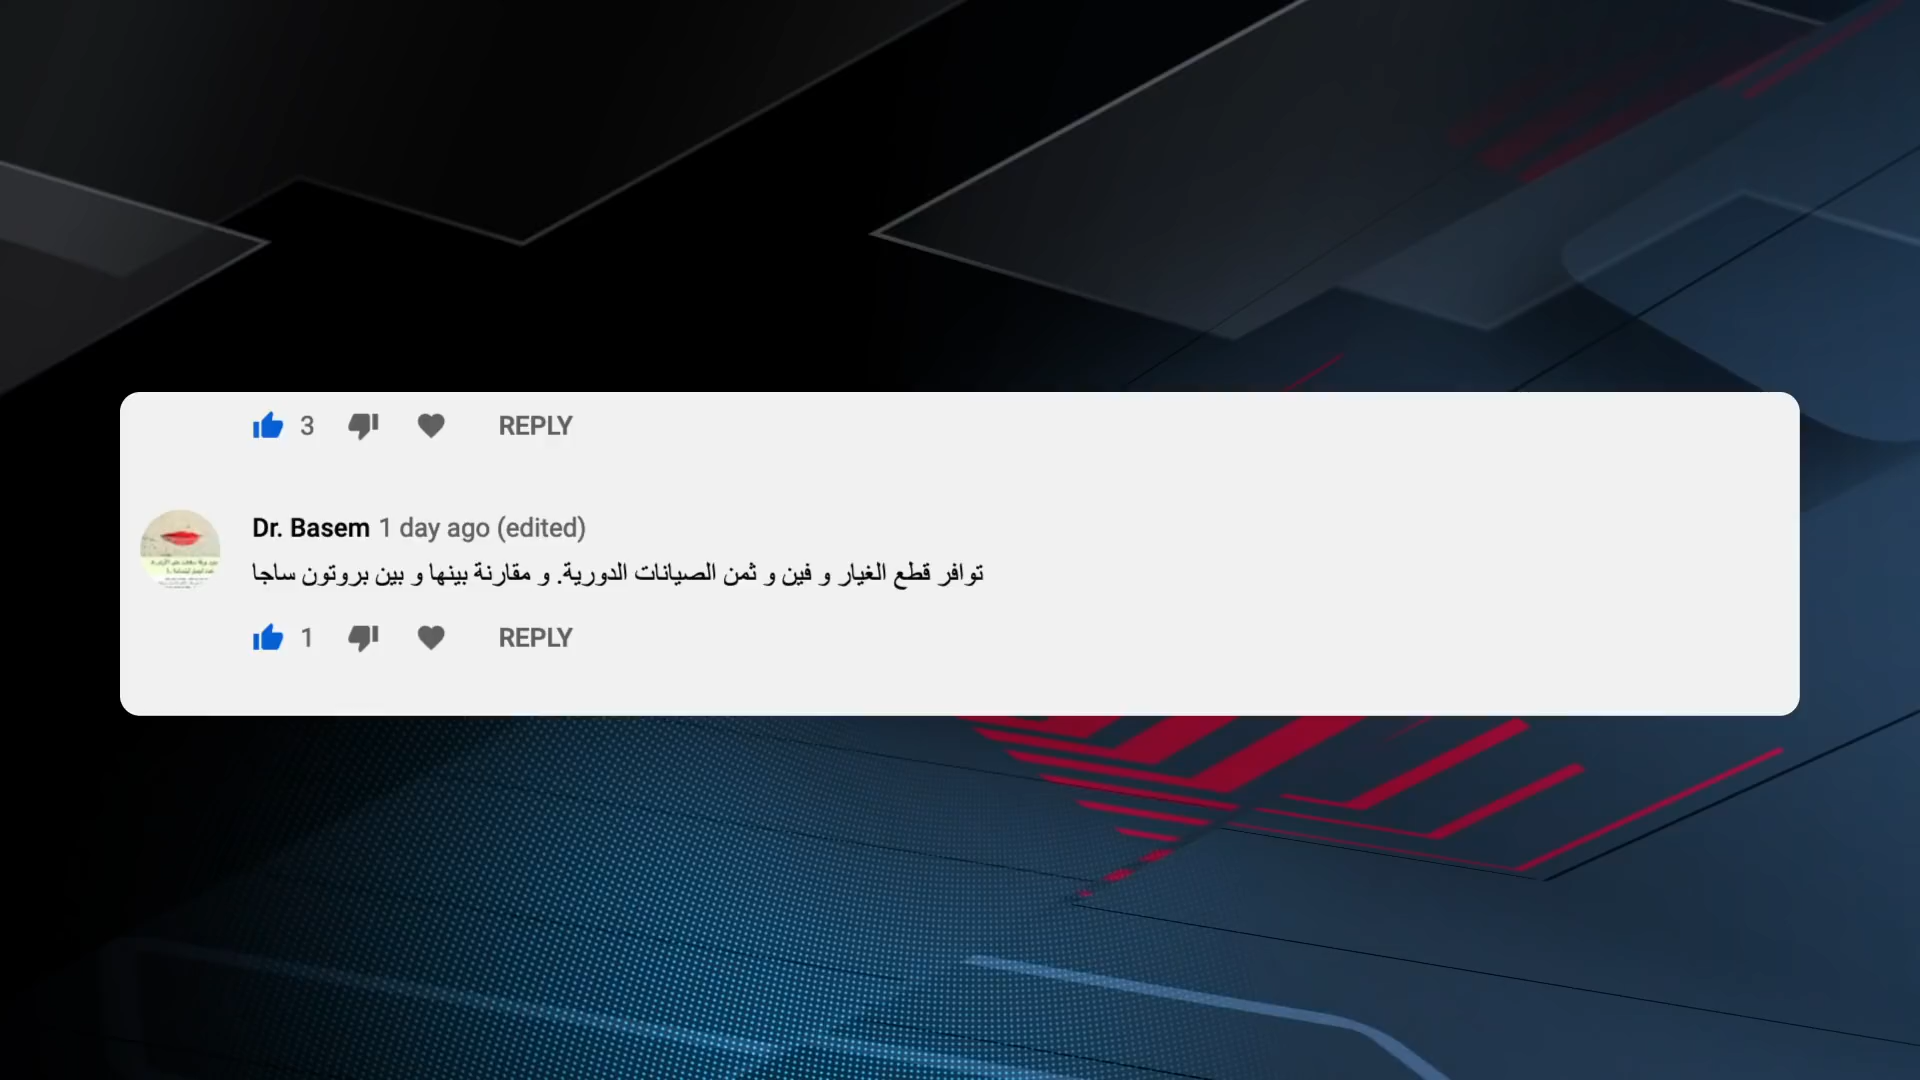 3 REPLY
Dr. Basem 1 day ago (edited)
توافر قطع الغيار و فين و ثمن الصيانات الدورية. و مقارنة بينها و بين بروتون ساجا
1 REPLY